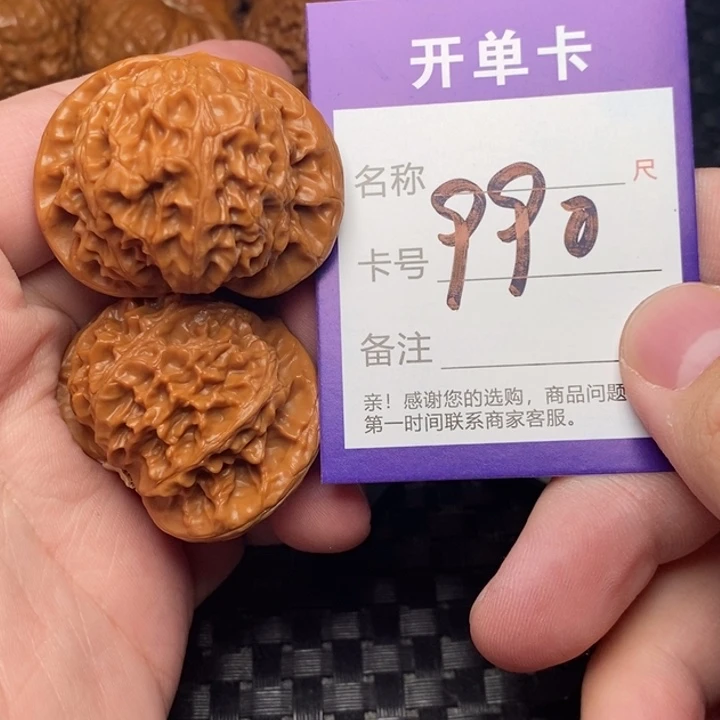 开单卡
名称 尺
990
卡号
备注
亲！感谢您的选购，商品问题
第一时间联系商家客服。